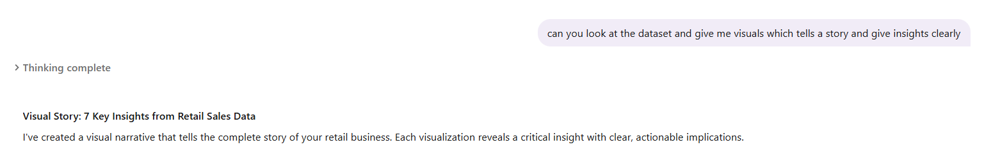 can you look at the dataset and give me visuals which tells a story and give insights clearly
Thinking complete
Visual Story: 7 Key Insights from Retail Sales Data
I've created a visual narrative that tells the complete story of your retail business. Each visualization reveals a critical insight with clear, actionable implications.